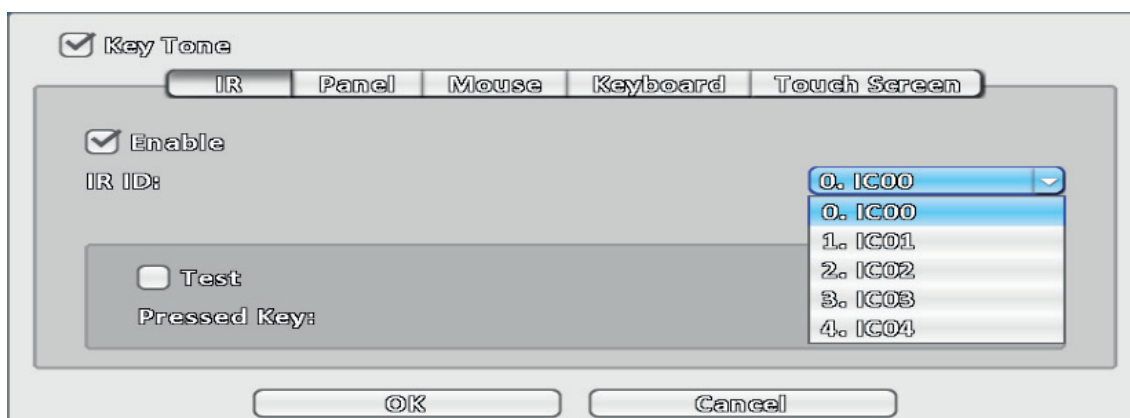 Key Tone
IR Panel Mouse Keyboard Touch Screen
Enable
IR ID: 0. IC00
0. IC00
1. IC01
2. IC02
3. IC03
4. IC04
Test
Pressed Key:
OK Cancel